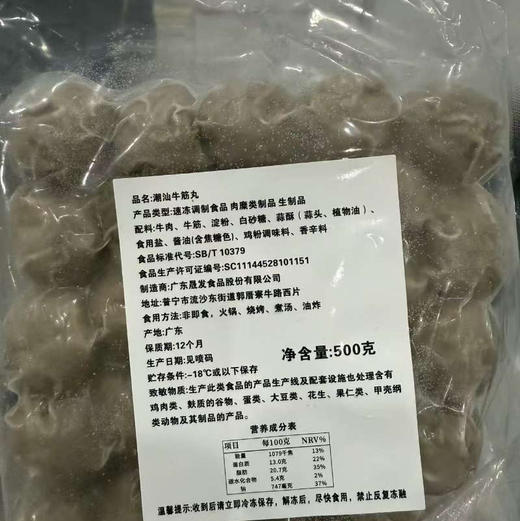 品名:潮汕牛筋丸
产品类型:速冻调制食品 肉糜类制品 生制品
配料:牛肉、牛筋、淀粉、白砂糖、蒜酥（蒜头、植物油）、
食用盐、酱油(含焦糖色)、鸡粉调味料、香辛料
食品标准代号:SB/T 10379
食品生产许可证编号:SC11144528101151
制造商:广东晟发食品股份有限公司
地址:普宁市流沙东街道郭厝寮牛路西片
食用方法:非即食，火锅、烧烤、煮汤、油炸
产地:广东
保质期:12个月
生产日期:见喷码
净含量:500克
贮存条件:-18℃或以下保存
致敏物质:生产此类食品的产品生产线及配套设施也处理含有
鸡肉类、麸质的谷物、蛋类、大豆类、花生、果仁类、甲壳纲
类动物及其制品的产品。
营养成分表
项目 每100克 NRV%
能量 1079千焦 13%
蛋白质 13.0克 22%
脂肪 20.7克 35%
碳水化合物 5.4克 2%
钠 747毫克 37%
温馨提示:收到后请立即冷冻保存，解冻后，尽快食用，禁止反复冻融